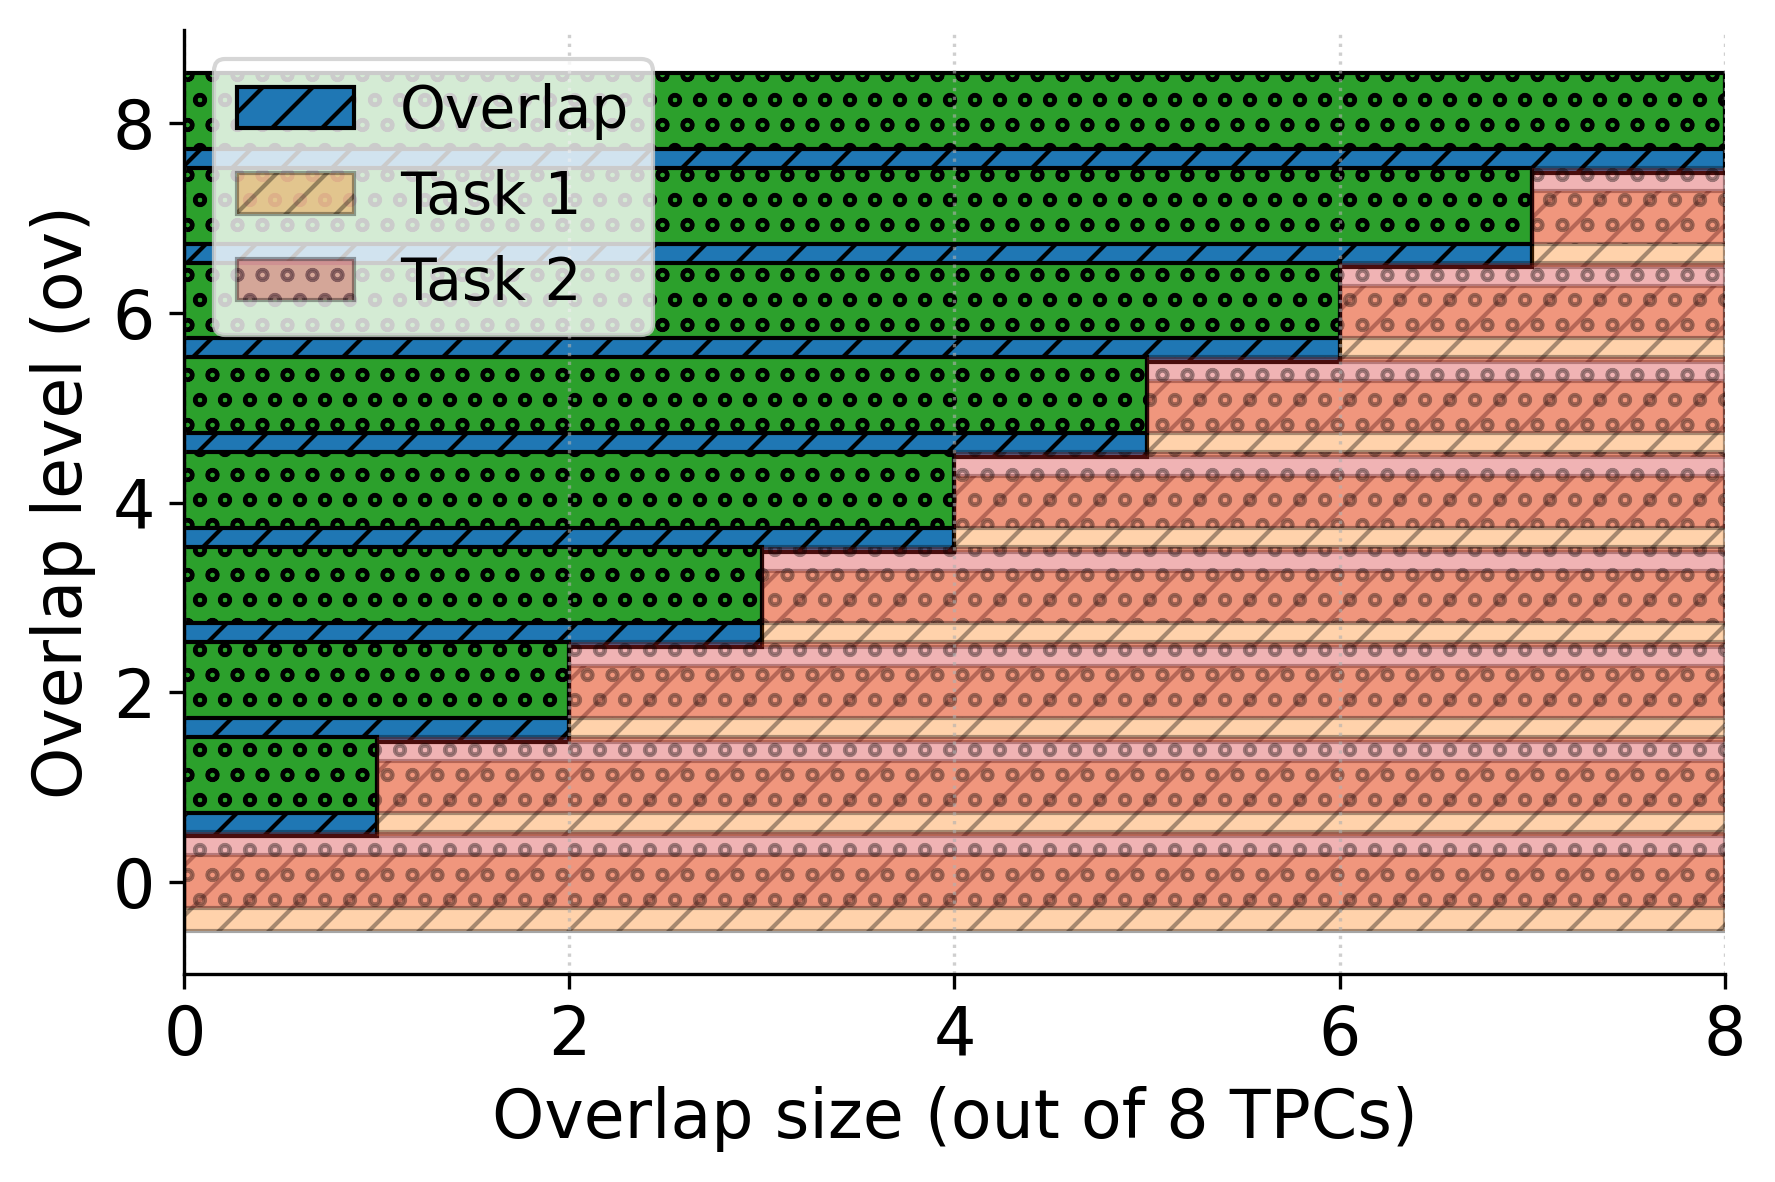 Overlap
Task 1
Task 2
Overlap level (ov)
8
6
4
2
0
0 2 4 6 8
Overlap size (out of 8 TPCs)